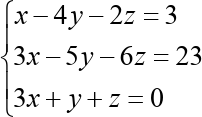 x - 4y - 2z = 3
3x - 5y - 6z = 23
3x + y + z = 0